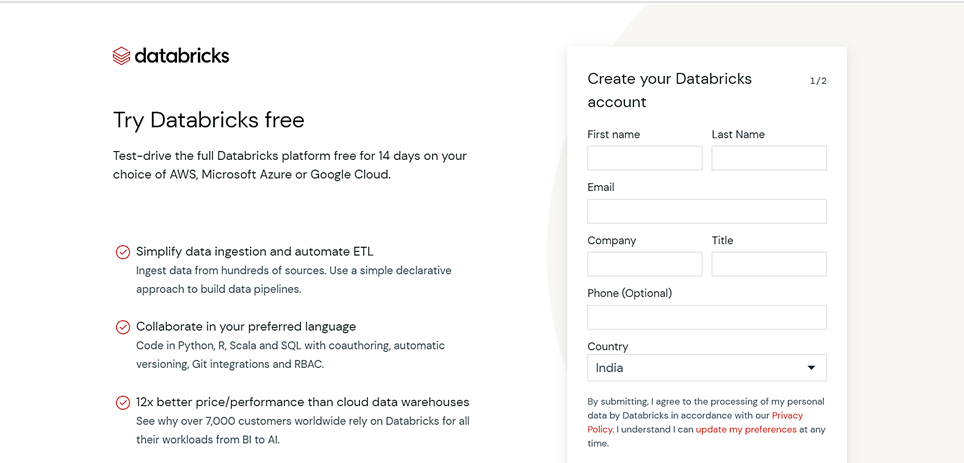 databricks
Try Databricks free
Test-drive the full Databricks platform free for 14 days on your
choice of AWS, Microsoft Azure or Google Cloud.
Simplify data ingestion and automate ETL
Ingest data from hundreds of sources. Use a simple declarative
approach to build data pipelines.
Collaborate in your preferred language
Code in Python, R, Scala and SQL with coauthoring, automatic
versioning, Git integrations and RBAC.
12x better price/performance than cloud data warehouses
See why over 7,000 customers worldwide rely on Databricks for all
their workloads from BI to AI.
Create your Databricks
account
1/2
First name
Last Name
Email
Company
Title
Phone (Optional)
Country
India
By submitting, I agree to the processing of my personal
data by Databricks in accordance with our Privacy
Policy. I understand I can update my preferences at any
time.